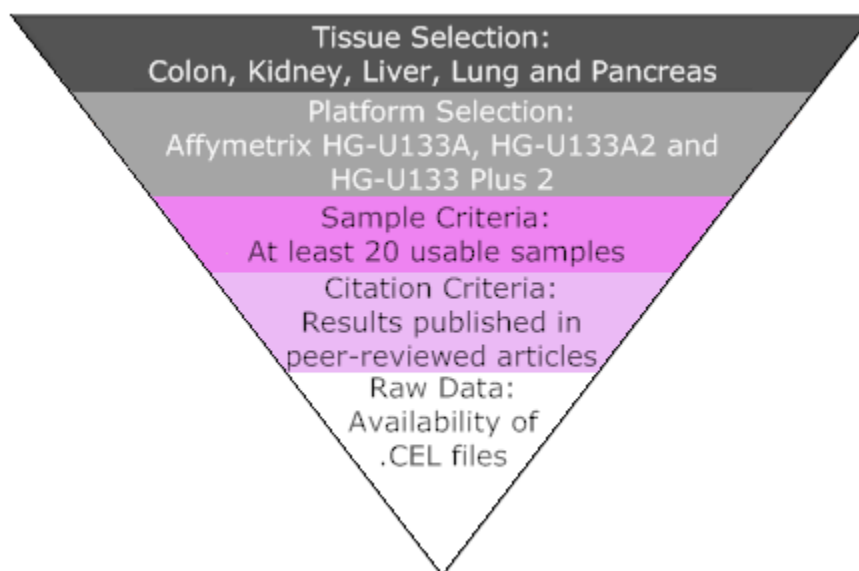 Tissue Selection:
Colon, Kidney, Liver, Lung and Pancreas
Platform Selection:
Affymetrix HG-U133A, HG-U133A2 and
HG-U133 Plus 2
Sample Criteria:
At least 20 usable samples
Citation Criteria:
Results published in
peer-reviewed articles
Raw Data:
Availability of
.CEL files